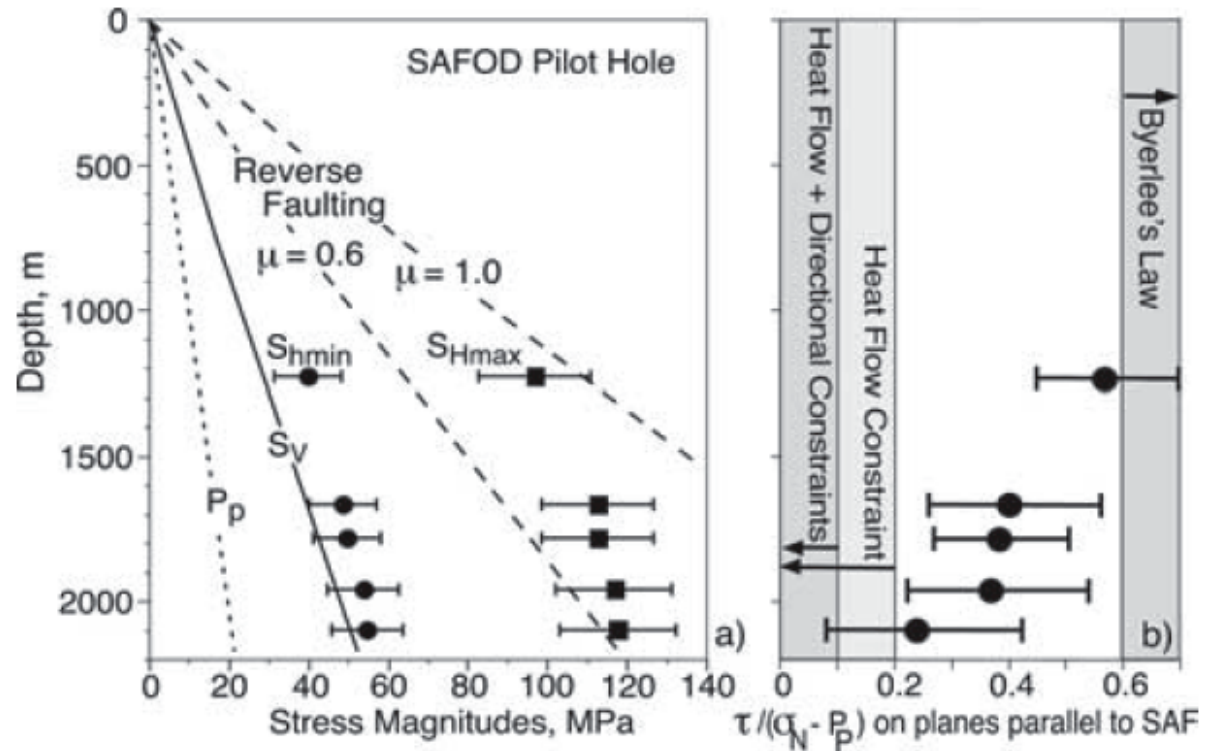 SAFOD Pilot Hole
Reverse
Faulting
μ = 0.6
μ = 1.0
Shmin
SHmax
SV
Pp
a)
0
500
1000
1500
2000
Depth, m
0 20 40 60 80 100 120 140
Stress Magnitudes, MPa
Heat Flow + Directional Constraints
Heat Flow Constraint
Byerlee's Law
b)
0 0.2 0.4 0.6
τ/(σN - PP) on planes parallel to SAF